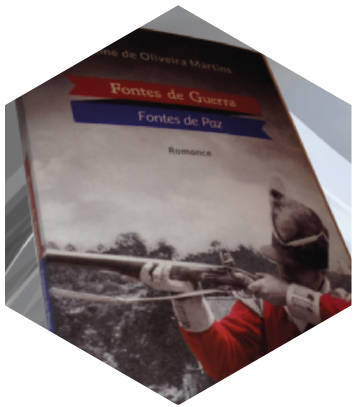 de Oliveira Martins
Fontes de Guerra
Fontes de Paz
Romance